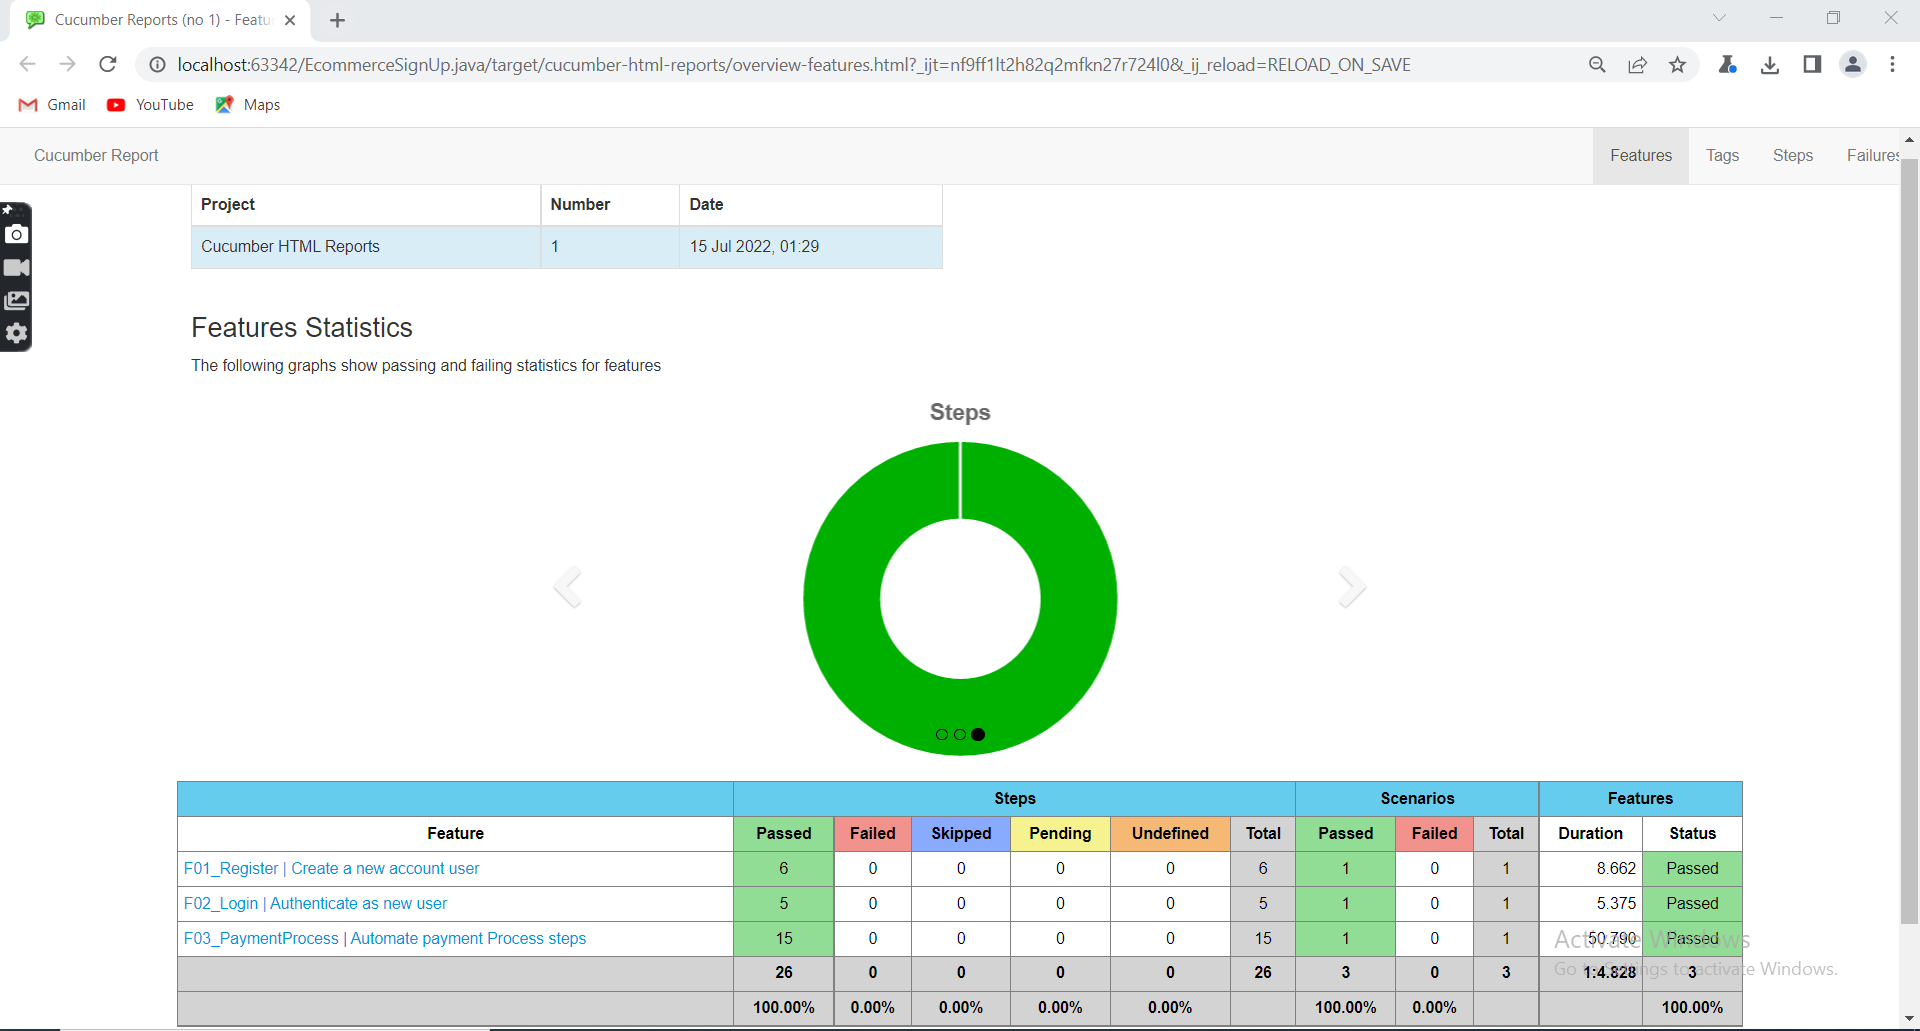 Cucumber Reports (no 1) - Featu
localhost:63342/EcommerceSignUp.java/target/cucumber-html-reports/overview-features.html?_ijt=nf9ff1lt2h82q2mfkn27r724l0&_ij_reload=RELOAD_ON_SAVE
Gmail YouTube Maps
Cucumber Report Features Tags Steps Failures
Project Number Date
Cucumber HTML Reports 1 15 Jul 2022, 01:29
Features Statistics
The following graphs show passing and failing statistics for features
Steps
Steps Scenarios Features
Feature Passed Failed Skipped Pending Undefined Total Passed Failed Total Duration Status
F01_Register | Create a new account user 6 0 0 0 0 6 1 0 1 8.662 Passed
F02_Login | Authenticate as new user 5 0 0 0 0 5 1 0 1 5.375 Passed
F03_PaymentProcess | Automate payment Process steps 15 0 0 0 0 15 1 0 1 50.790 Passed
Activate Windows
26 0 0 0 0 26 3 0 3 1:4.828 3
Go to Settings to activate Windows.
100.00% 0.00% 0.00% 0.00% 0.00% 100.00% 0.00% 100.00%